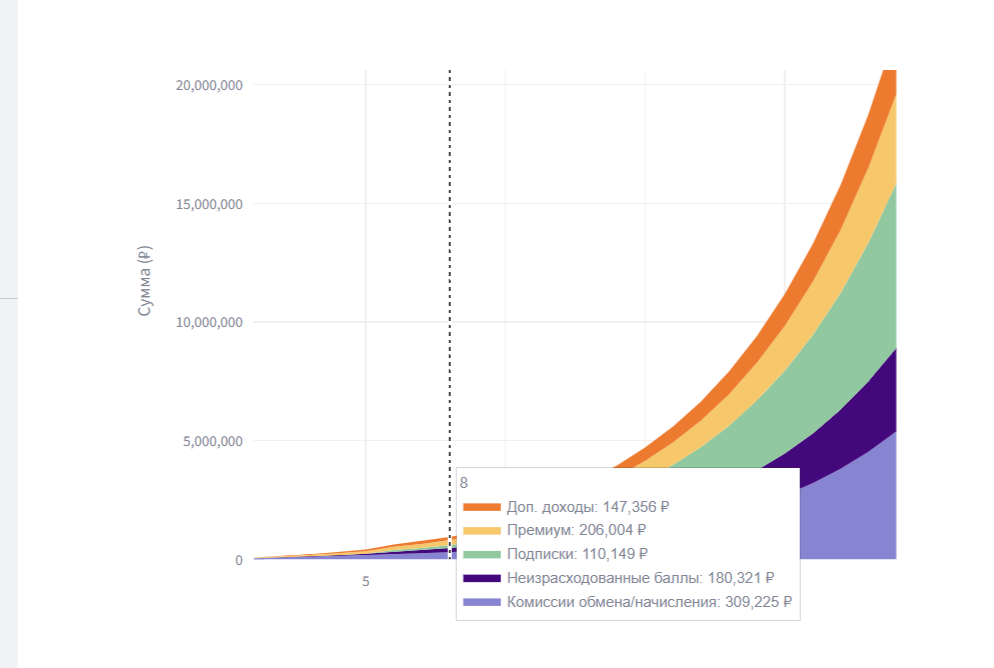 20,000,000
15,000,000
10,000,000
5,000,000
0
Сумма (₽)
5
8
Доп. доходы: 147,356 ₽
Премиум: 206,004 ₽
Подписки: 110,149 ₽
Неизрасходованные баллы: 180,321 ₽
Комиссии обмена/начисления: 309,225 ₽